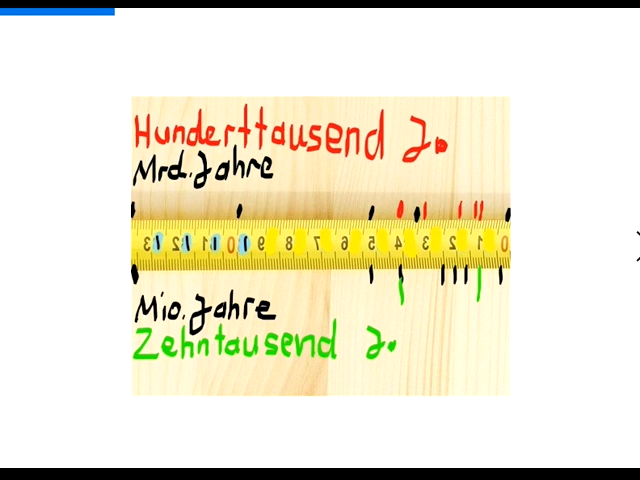 Hunderttausend J.
Mrd. Jahre
13 12 11 10 9 8 7 6 5 4 3 2 1 0
Mio. Jahre
Zehntausend J.